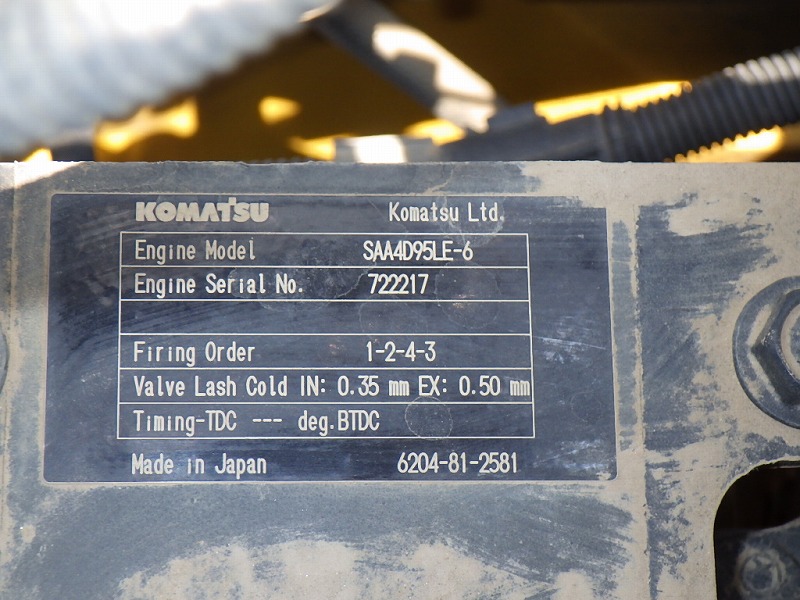 KOMATSU Komatsu Ltd.
Engine Model SAA4D95LE-6
Engine Serial No. 722217
Firing Order 1-2-4-3
Valve Lash Cold IN: 0.35 mm EX: 0.50 mm
Timing-TDC --- deg.BTDC
Made in Japan 6204-81-2581